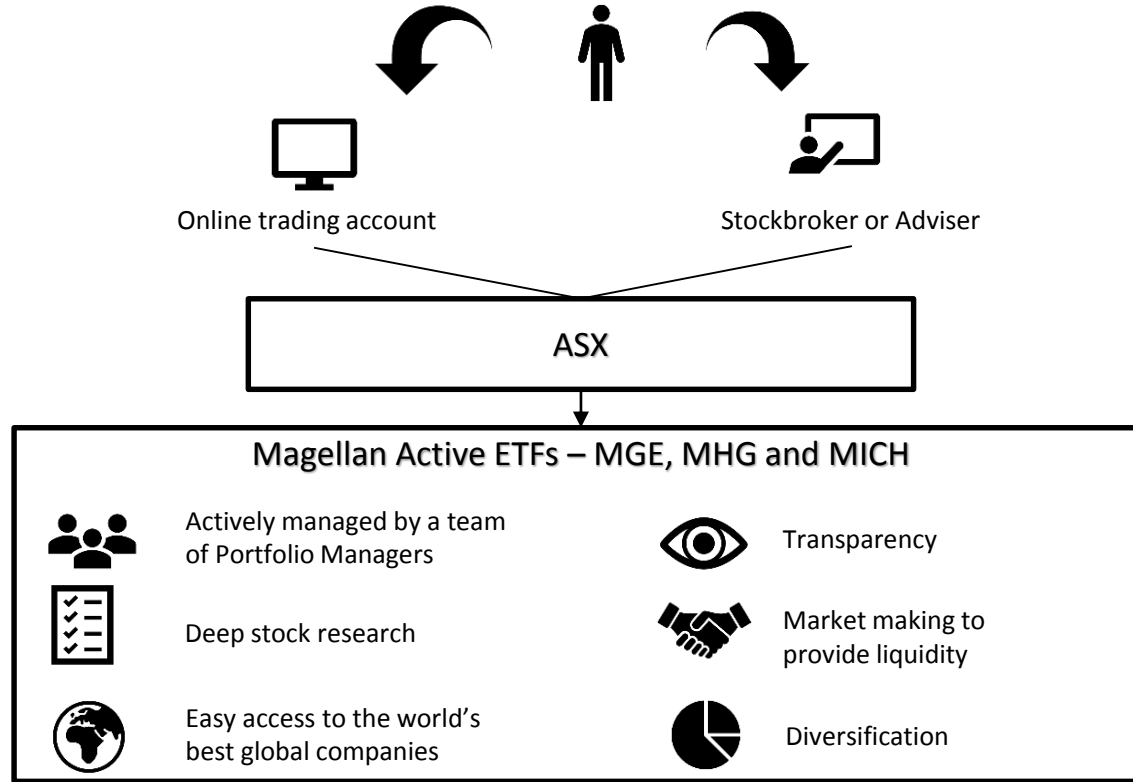 Online trading account
Stockbroker or Adviser
ASX
Magellan Active ETFs – MGE, MHG and MICH
Actively managed by a team
of Portfolio Managers
Transparency
Deep stock research
Market making to
provide liquidity
Easy access to the world’s
best global companies
Diversification